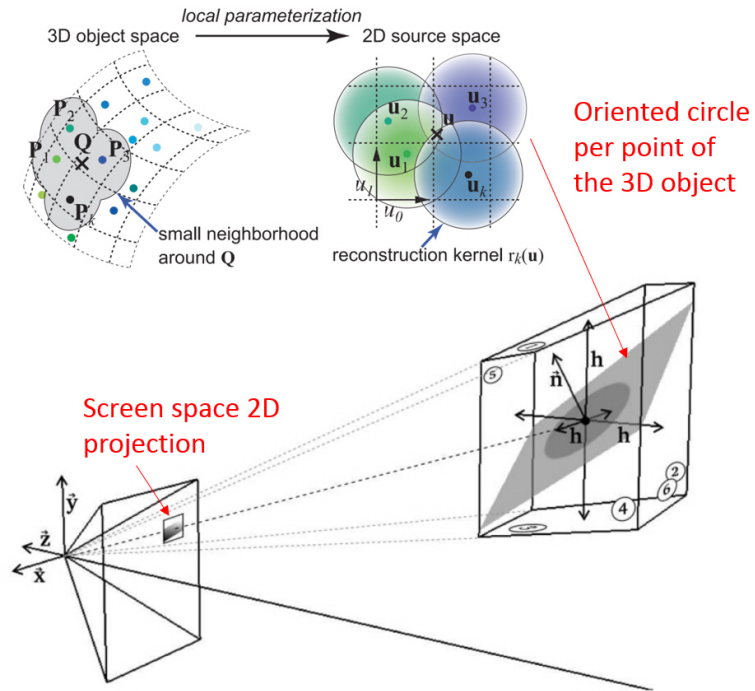 local parameterization
3D object space
2D source space
P2
Q
P1
P3
Pk
small neighborhood
around Q
u2
u3
u
u1
uk
u1
u0
reconstruction kernel rk(u)
Oriented circle
per point of
the 3D object
1
5
h
n
h
h
2
6
4
3
Screen space 2D
projection
y
z
x